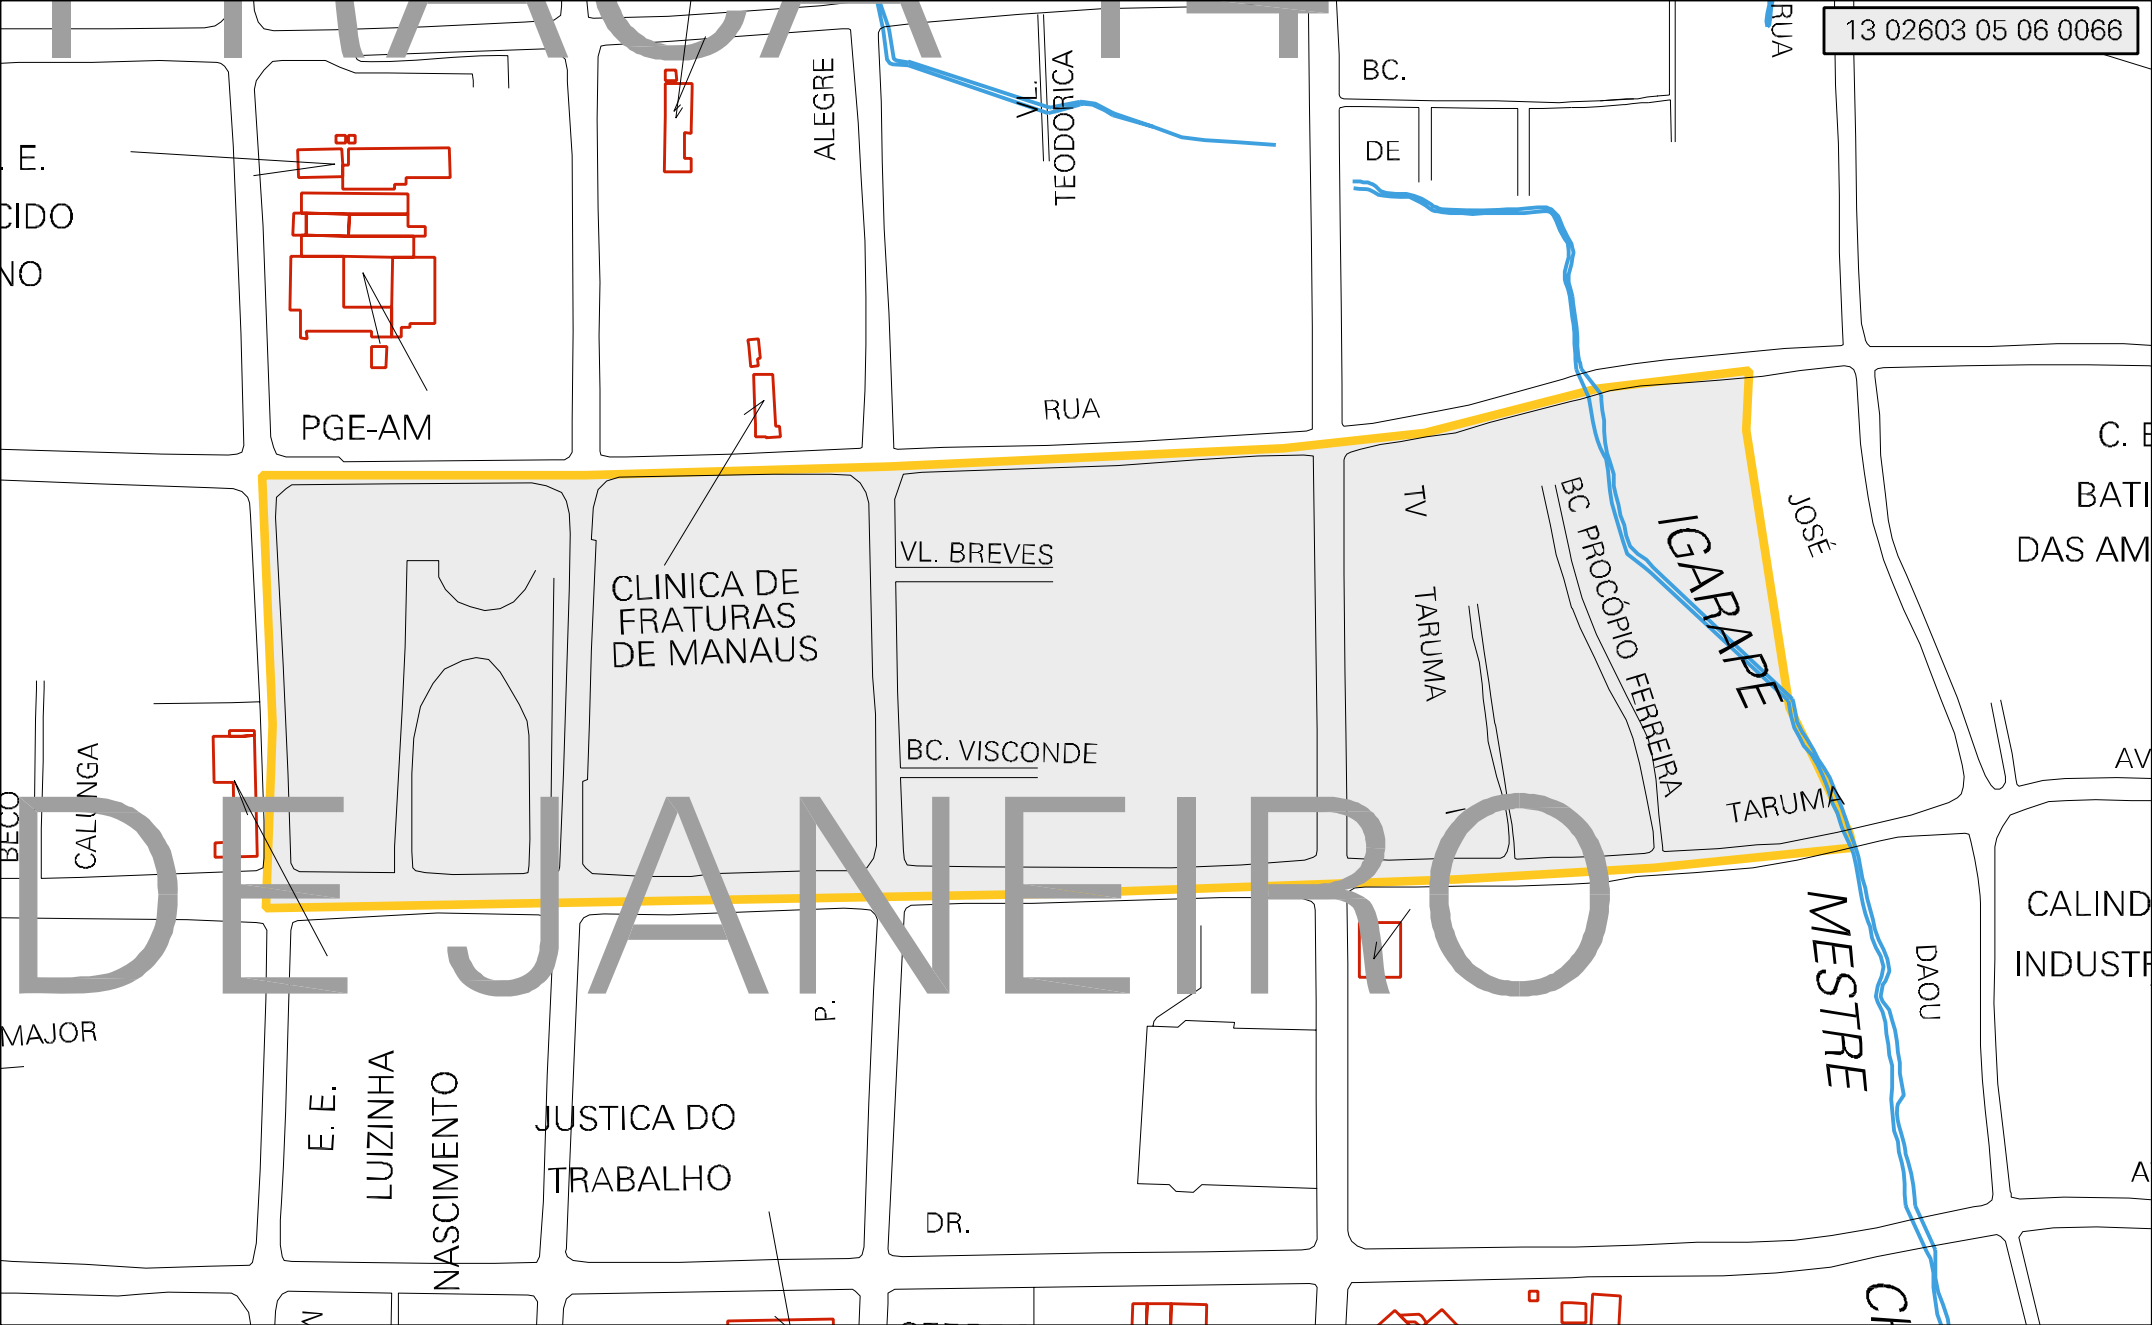 13 02603 05 06 0066
RUA
BC.
DE
ALEGRE
VL.
TEODORICA
. E.
CIDO
NO
PGE-AM
RUA
C. E
BATI
DAS AM
TV
TARUMA
I
BC PROCÓPIO FERREIRA
IGARAPE
JOSÉ
VL. BREVES
CLINICA DE
FRATURAS
DE MANAUS
BC. VISCONDE
BECO
CALUNGA
TARUMA
AV
DE JANEIRO
MESTRE
DAOU
CALIND
INDUSTR
MAJOR
P.
E. E.
LUIZINHA
NASCIMENTO
JUSTICA DO
TRABALHO
DR.
A
CH